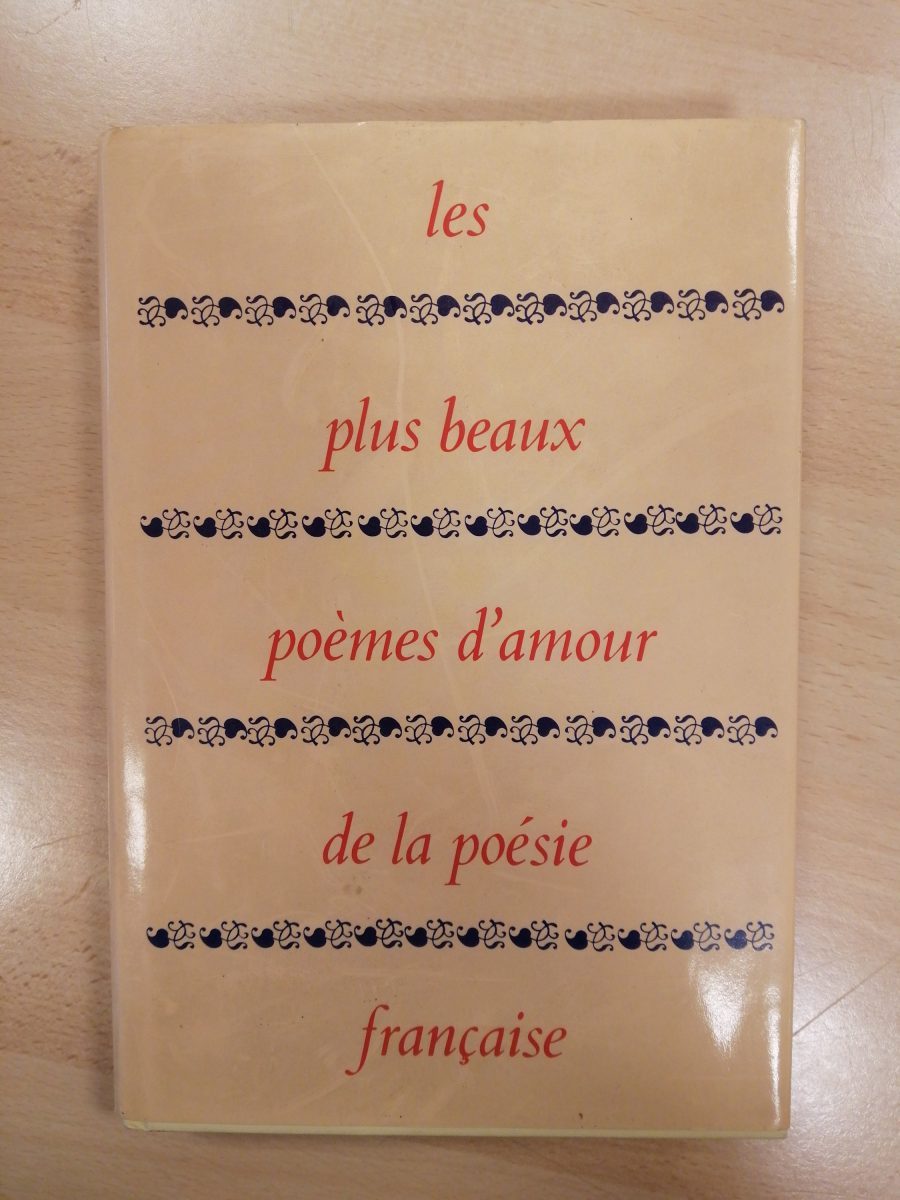 les
plus beaux
poèmes d'amour
de la poésie
française